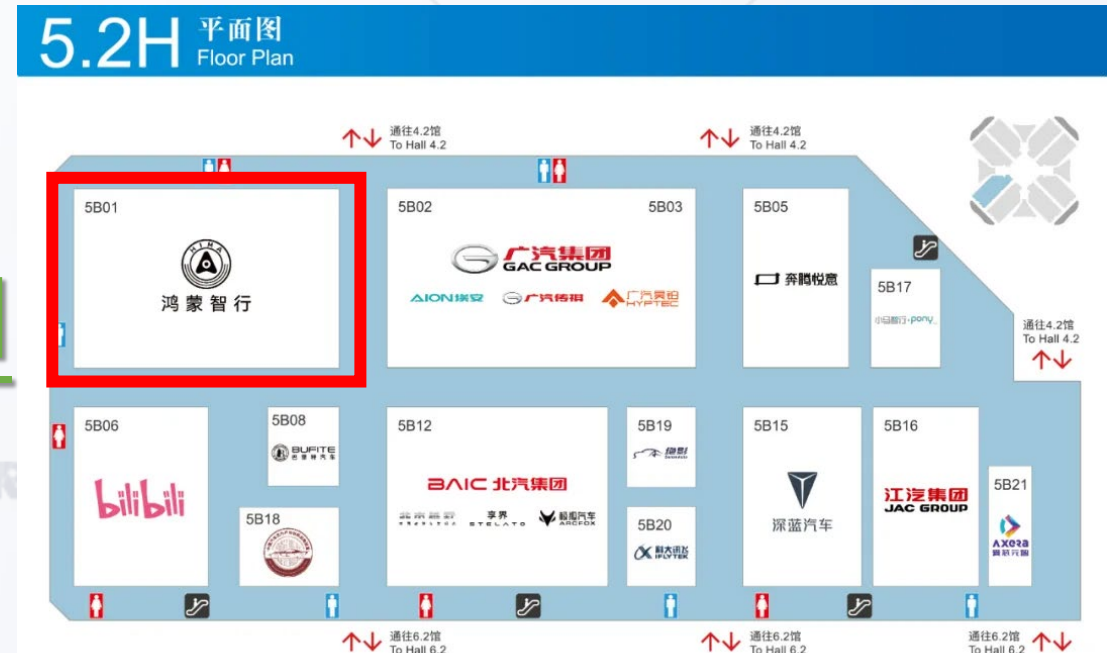 5.2H 平面图
Floor Plan
通往4.2馆
To Hall 4.2
通往4.2馆
To Hall 4.2
5B01
HIMA
鸿蒙智行
5B02
5B03
广汽集团
GAC GROUP
AION埃安
广汽传祺
广汽昊铂
HYPTEC
5B05
奔腾悦意
5B17
小马智行·pony
通往4.2馆
To Hall 4.2
5B06
bilibili
5B08
BUFITE
5B18
5B12
BAIC 北汽集团
享界
STELATO
极狐汽车
ARCFOX
5B19
5B20
科大讯飞
IFLYTEK
5B15
深蓝汽车
5B16
江汽集团
JAC GROUP
5B21
AXERA
通往6.2馆
To Hall 6.2
通往6.2馆
To Hall 6.2
通往6.2馆
To Hall 6.2